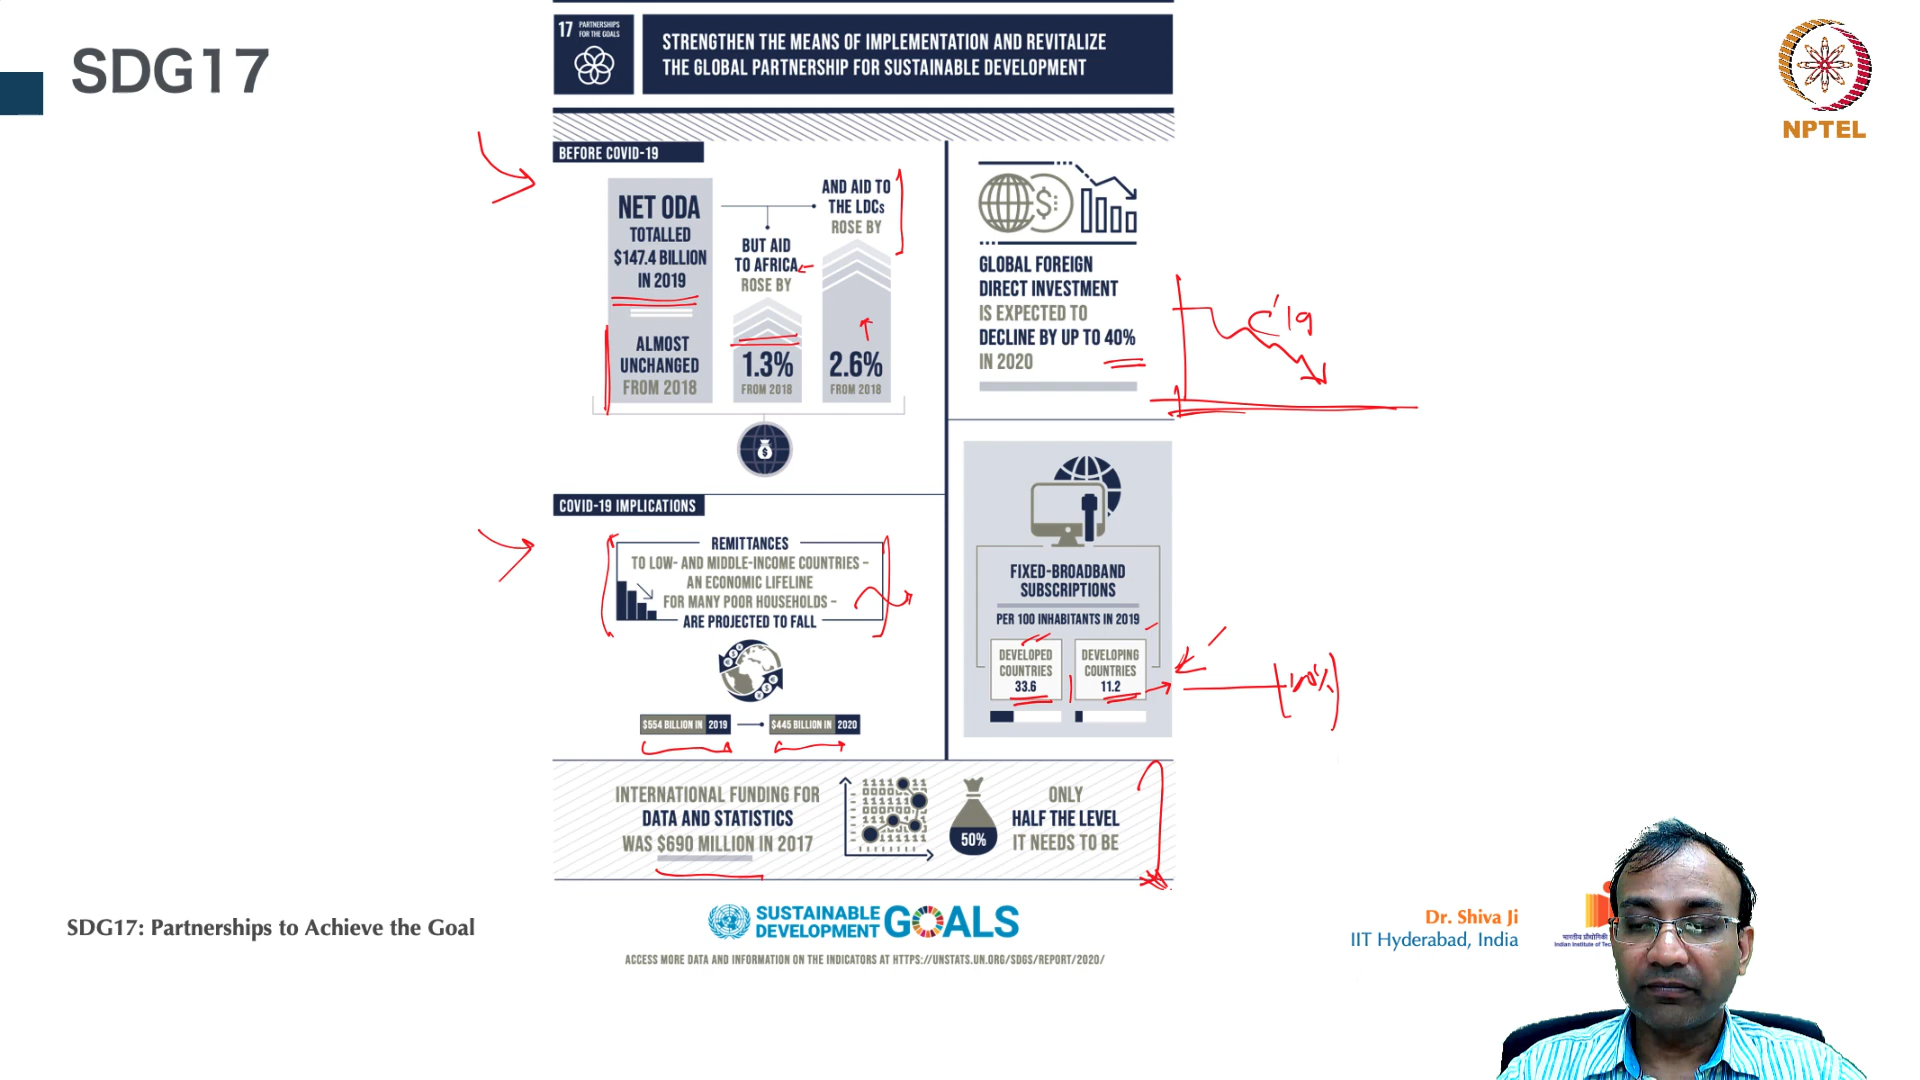 SDG17
17 PARTNERSHIPS
FOR THE GOALS
STRENGTHEN THE MEANS OF IMPLEMENTATION AND REVITALIZE
THE GLOBAL PARTNERSHIP FOR SUSTAINABLE DEVELOPMENT
NPTEL
BEFORE COVID-19
NET ODA
TOTALLED
$147.4 BILLION
IN 2019
ALMOST
UNCHANGED
FROM 2018
BUT AID
TO AFRICA
ROSE BY
1.3%
FROM 2018
AND AID TO
THE LDCs
ROSE BY
2.6%
FROM 2018
GLOBAL FOREIGN
DIRECT INVESTMENT
IS EXPECTED TO
DECLINE BY UP TO 40%
IN 2020
C'19
COVID-19 IMPLICATIONS
REMITTANCES
TO LOW- AND MIDDLE-INCOME COUNTRIES –
AN ECONOMIC LIFELINE
FOR MANY POOR HOUSEHOLDS –
ARE PROJECTED TO FALL
$554 BILLION IN 2019
$445 BILLION IN 2020
FIXED-BROADBAND
SUBSCRIPTIONS
PER 100 INHABITANTS IN 2019
DEVELOPED
COUNTRIES
33.6
DEVELOPING
COUNTRIES
11.2
INTERNATIONAL FUNDING FOR
DATA AND STATISTICS
WAS $690 MILLION IN 2017
50%
ONLY
HALF THE LEVEL
IT NEEDS TO BE
SUSTAINABLE
DEVELOPMENT
GOALS
ACCESS MORE DATA AND INFORMATION ON THE INDICATORS AT HTTPS://UNSTATS.UN.ORG/SDGS/REPORT/2020/
SDG17: Partnerships to Achieve the Goal
Dr. Shiva Ji
IIT Hyderabad, India